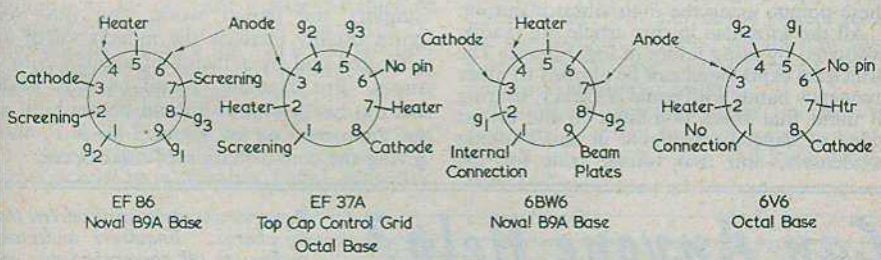 Heater
Anode
g2
g3
Cathode
Heater
Anode
g2
g1
4
5
6
Cathode
3
7
Screening
Screening
2
8
g3
1
9
g2
g1
3
4
5
6
No pin
Heater
2
7
Heater
Screening
1
8
Cathode
4
5
6
3
7
g1
2
8
g2
1
9
Internal
Connection
Beam
Plates
3
4
5
6
No pin
Heater
2
7
Htr
No
Connection
1
8
Cathode
EF 86
Noval B9A Base
EF 37A
Top Cap Control Grid
Octal Base
6BW6
Noval B9A Base
6V6
Octal Base